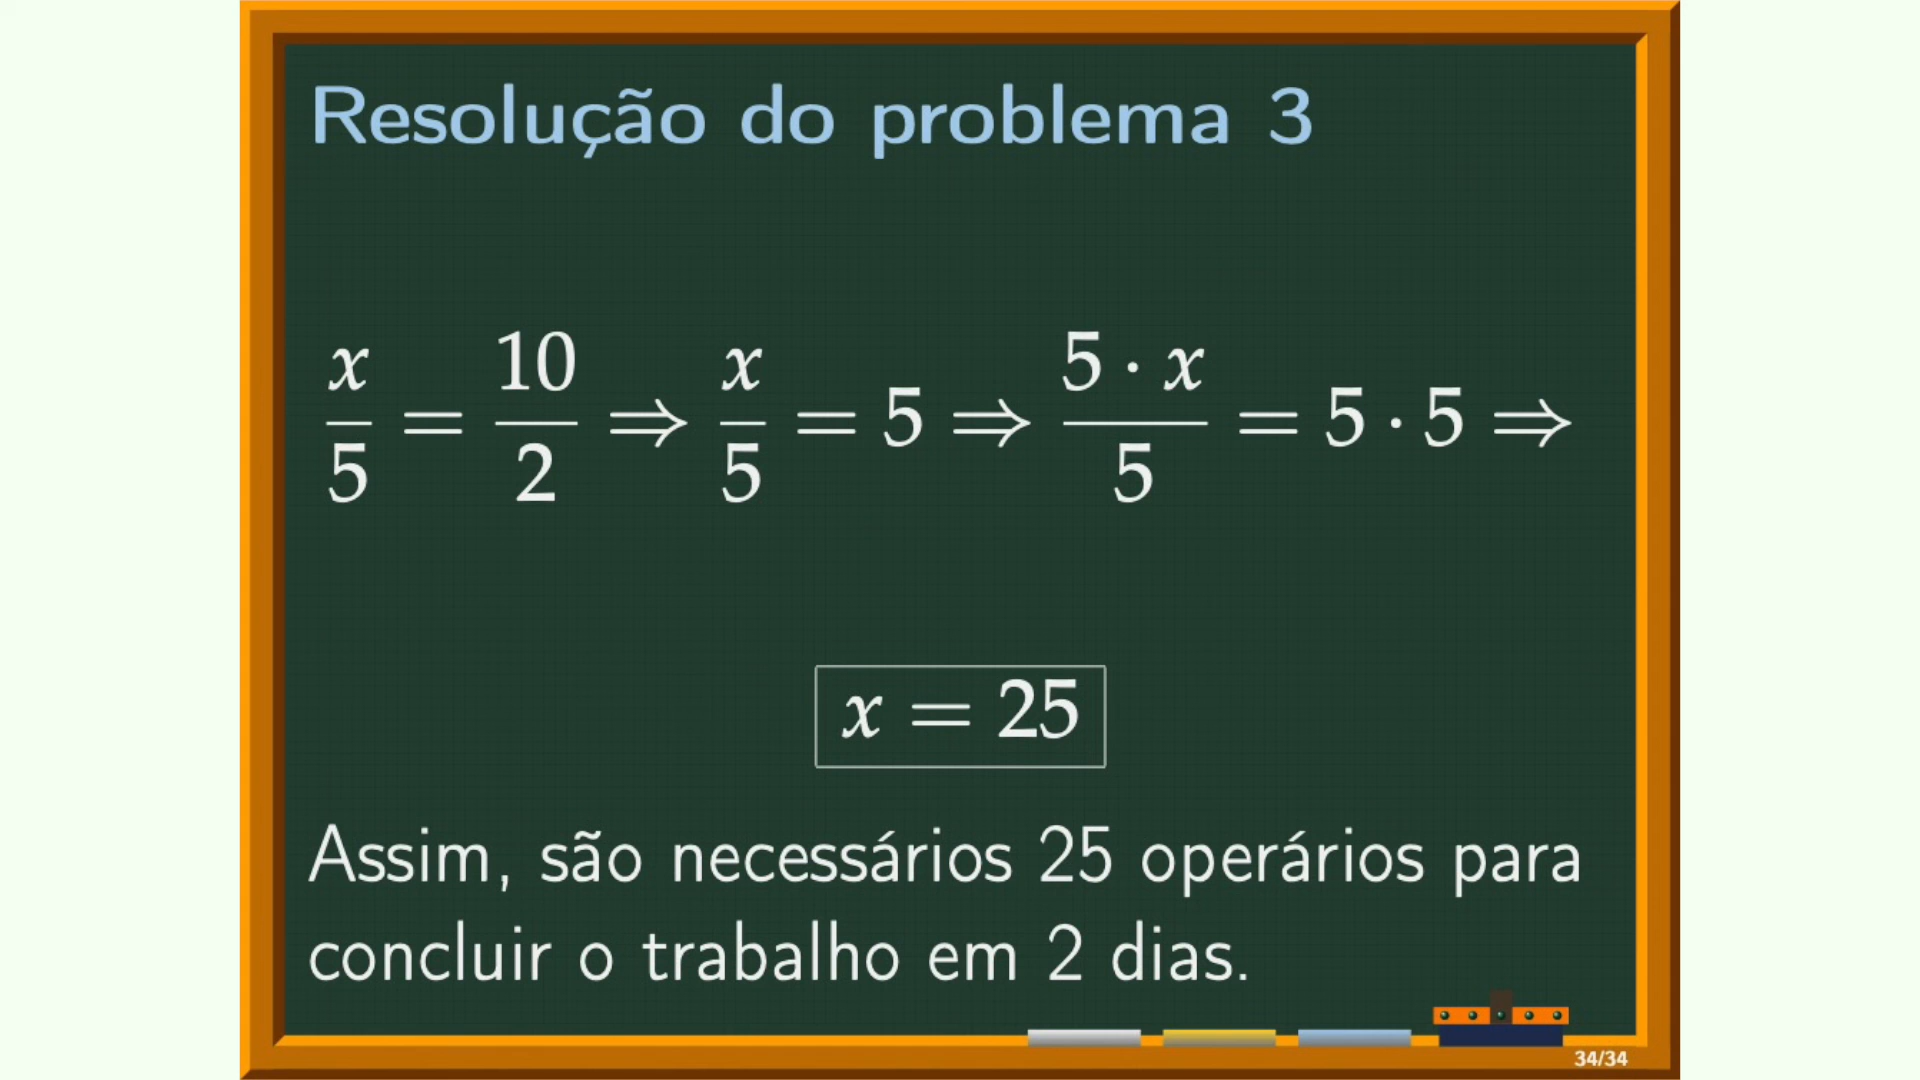 Resolução do problema 3
x/5 = 10/2 ⇒ x/5 = 5 ⇒ 5 · x/5 = 5 · 5 ⇒
x = 25
Assim, são necessários 25 operários para
concluir o trabalho em 2 dias.
34/34